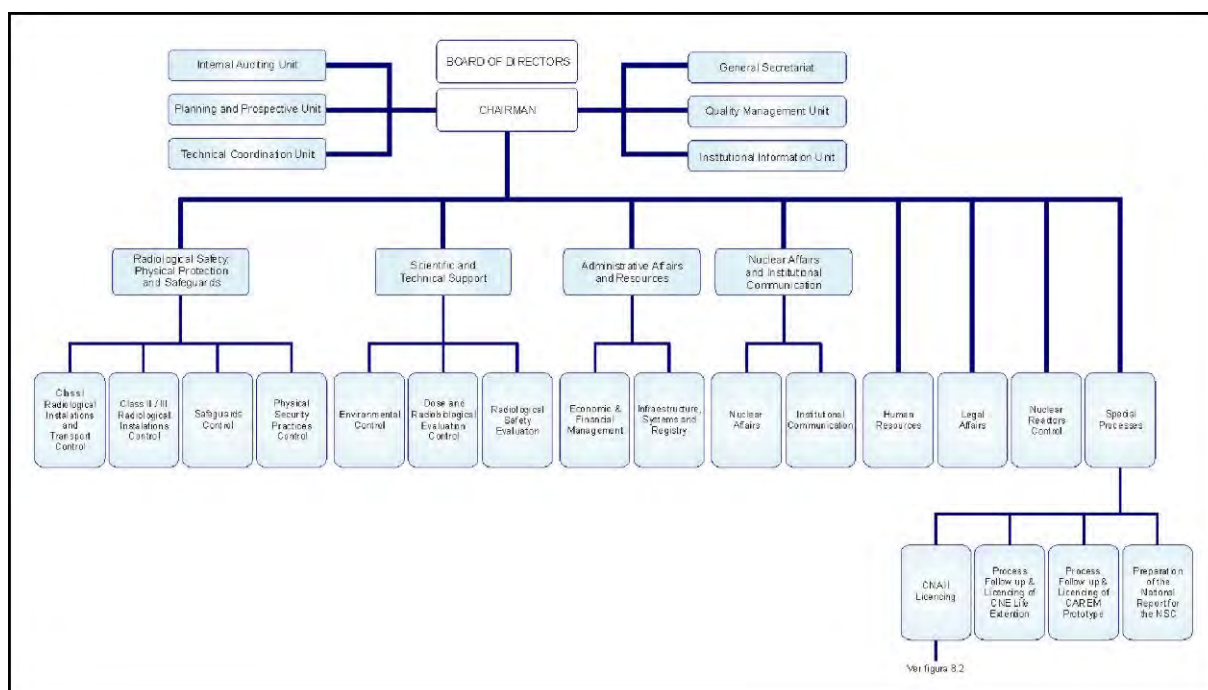 Internal Auditing Unit
BOARD OF DIRECTORS
General Secretariat
Planning and Prospective Unit
CHAIRMAN
Quality Management Unit
Technical Coordination Unit
Institutional Information Unit
Radiological Safety,
Physical Protection
and Safeguards
Scientific and
Technical Support
Administrative Affairs
and Resources
Nuclear Affairs
and Institutional
Communication
Class I
Radiological
Instalations
and
Transport
Control
Class II / III
Radiological
Instalations
Control
Safeguards
Control
Physical
Security
Practices
Control
Environmental
Control
Dose and
Radiobiological
Evaluation
Control
Radiological
Safety
Evaluation
Economic &
Financial
Management
Infraestructure,
Systems and
Registry
Nuclear
Affairs
Institutional
Communication
Human
Resources
Legal
Affairs
Nuclear
Reactors
Control
Special
Processes
CNA II
Licencing
Process
Follow up &
Licencing of
CNE Life
Extention
Process
Follow up &
Licencing of
CAREM
Prototype
Preparation
of the
National
Report for
the NSC
Ver figura 8.2